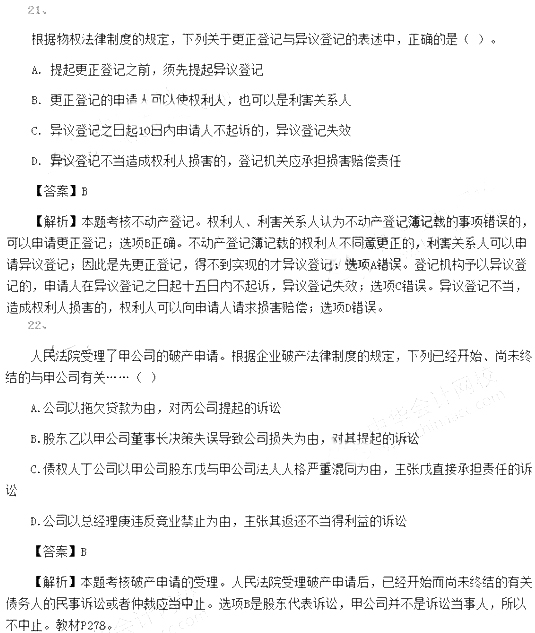 21、
根据物权法律制度的规定，下列关于更正登记与异议登记的表述中，正确的是（ ）。
A. 提起更正登记之前，须先提起异议登记
B. 更正登记的申请人可以使权利人，也可以是利害关系人
C. 异议登记之日起10日内申请人不起诉的，异议登记失效
D. 异议登记不当造成权利人损害的，登记机关应承担损害赔偿责任
【答案】B
【解析】本题考核不动产登记。权利人、利害关系人认为不动产登记簿记载的事项错误的，
可以申请更正登记；选项B正确。不动产登记簿记载的权利人不同意更正的，利害关系人可以申
请异议登记；因此是先更正登记，得不到实现的才异议登记；选项A错误。登记机构予以异议登
记的，申请人在异议登记之日起十五日内不起诉，异议登记失效；选项C错误。异议登记不当，
造成权利人损害的，权利人可以向申请人请求损害赔偿；选项D错误。
22、
人民法院受理了甲公司的破产申请。根据企业破产法律制度的规定，下列已经开始、尚未终
结的与甲公司有关……（ ）
A.公司以拖欠贷款为由，对丙公司提起的诉讼
B.股东乙以甲公司董事长决策失误导致公司损失为由，对其提起的诉讼
C.债权人丁公司以甲公司股东戊与甲公司法人人格严重混同为由，主张戊直接承担责任的诉
讼
D.公司以总经理庚违反竞业禁止为由，主张其返还不当得利益的诉讼
【答案】B
【解析】本题考核破产申请的受理。人民法院受理破产申请后，已经开始而尚未终结的有关
债务人的民事诉讼或者仲裁应当中止。选项B是股东代表诉讼，甲公司并不是诉讼当事人，所以
不中止。教材P278。